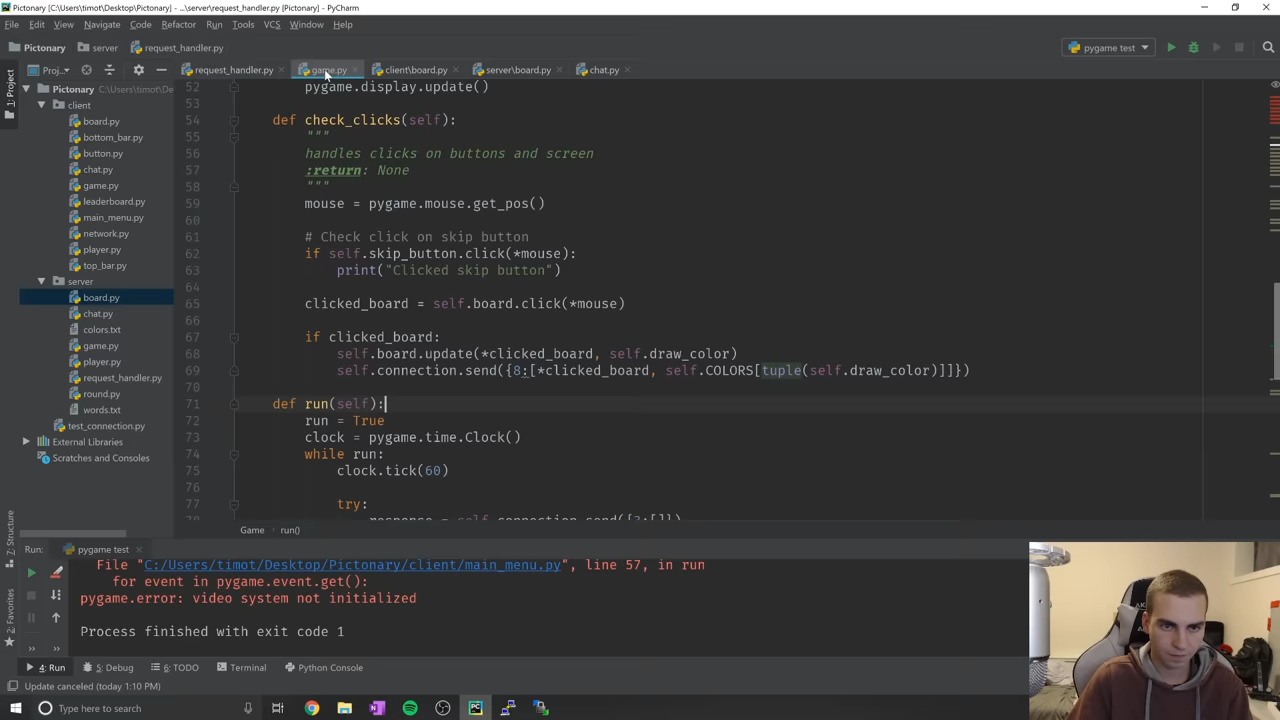 Pictionary [C:\Users\timot\Desktop\Pictionary] - ...\server\request_handler.py [Pictonary] - PyCharm
File Edit View Navigate Code Refactor Run Tools VCS Window Help
Pictonary server request_handler.py pygame test
1: Project Proj... request_handler.py game.py client\board.py server\board.py chat.py
Pictonary C:\Users\timot\De
client
board.py
bottom_bar.py
button.py
chat.py
game.py
leaderboard.py
main_menu.py
network.py
player.py
top_bar.py
server
board.py
chat.py
colors.txt
game.py
player.py
request_handler.py
round.py
words.txt
test_connection.py
External Libraries
Scratches and Consoles
52 pygame.display.update()
53
54 def check_clicks(self):
55 """
56 handles clicks on buttons and screen
57 :return: None
58 """
59 mouse = pygame.mouse.get_pos()
60
61 # Check click on skip button
62 if self.skip_button.click(*mouse):
63 print("Clicked skip button")
64
65 clicked_board = self.board.click(*mouse)
66
67 if clicked_board:
68 self.board.update(*clicked_board, self.draw_color)
69 self.connection.send({8:[*clicked_board, self.COLORS[tuple(self.draw_color)]]})
70
71 def run(self):
72 run = True
73 clock = pygame.time.Clock()
74 while run:
75 clock.tick(60)
76
77 try:
78 response = self.connection.send({3:[]})
Game run()
Run: pygame test
File "C:/Users/timot/Desktop/Pictonary/client/main_menu.py", line 57, in run
for event in pygame.event.get():
pygame.error: video system not initialized
Process finished with exit code 1
7: Structure
2: Favorites
4: Run 5: Debug 6: TODO Terminal Python Console
Update canceled (today 1:10 PM)
Type here to search